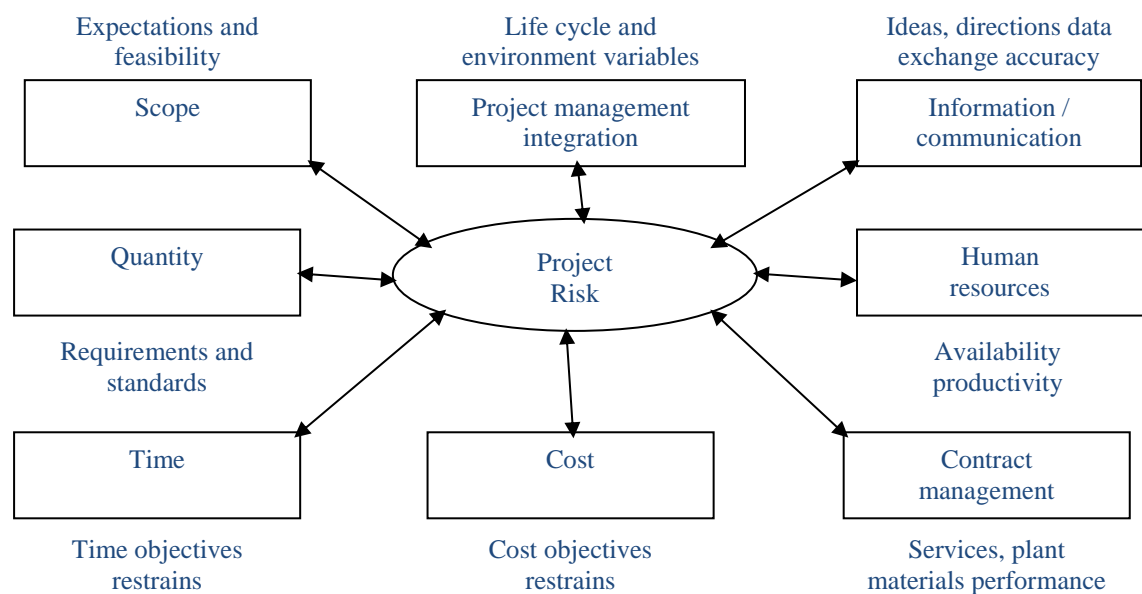 Expectations and
feasibility
Scope
Life cycle and
environment variables
Project management
integration
Ideas, directions data
exchange accuracy
Information /
communication
Quantity
Requirements and
standards
Project
Risk
Human
resources
Availability
productivity
Time
Time objectives
restrains
Cost
Cost objectives
restrains
Contract
management
Services, plant
materials performance